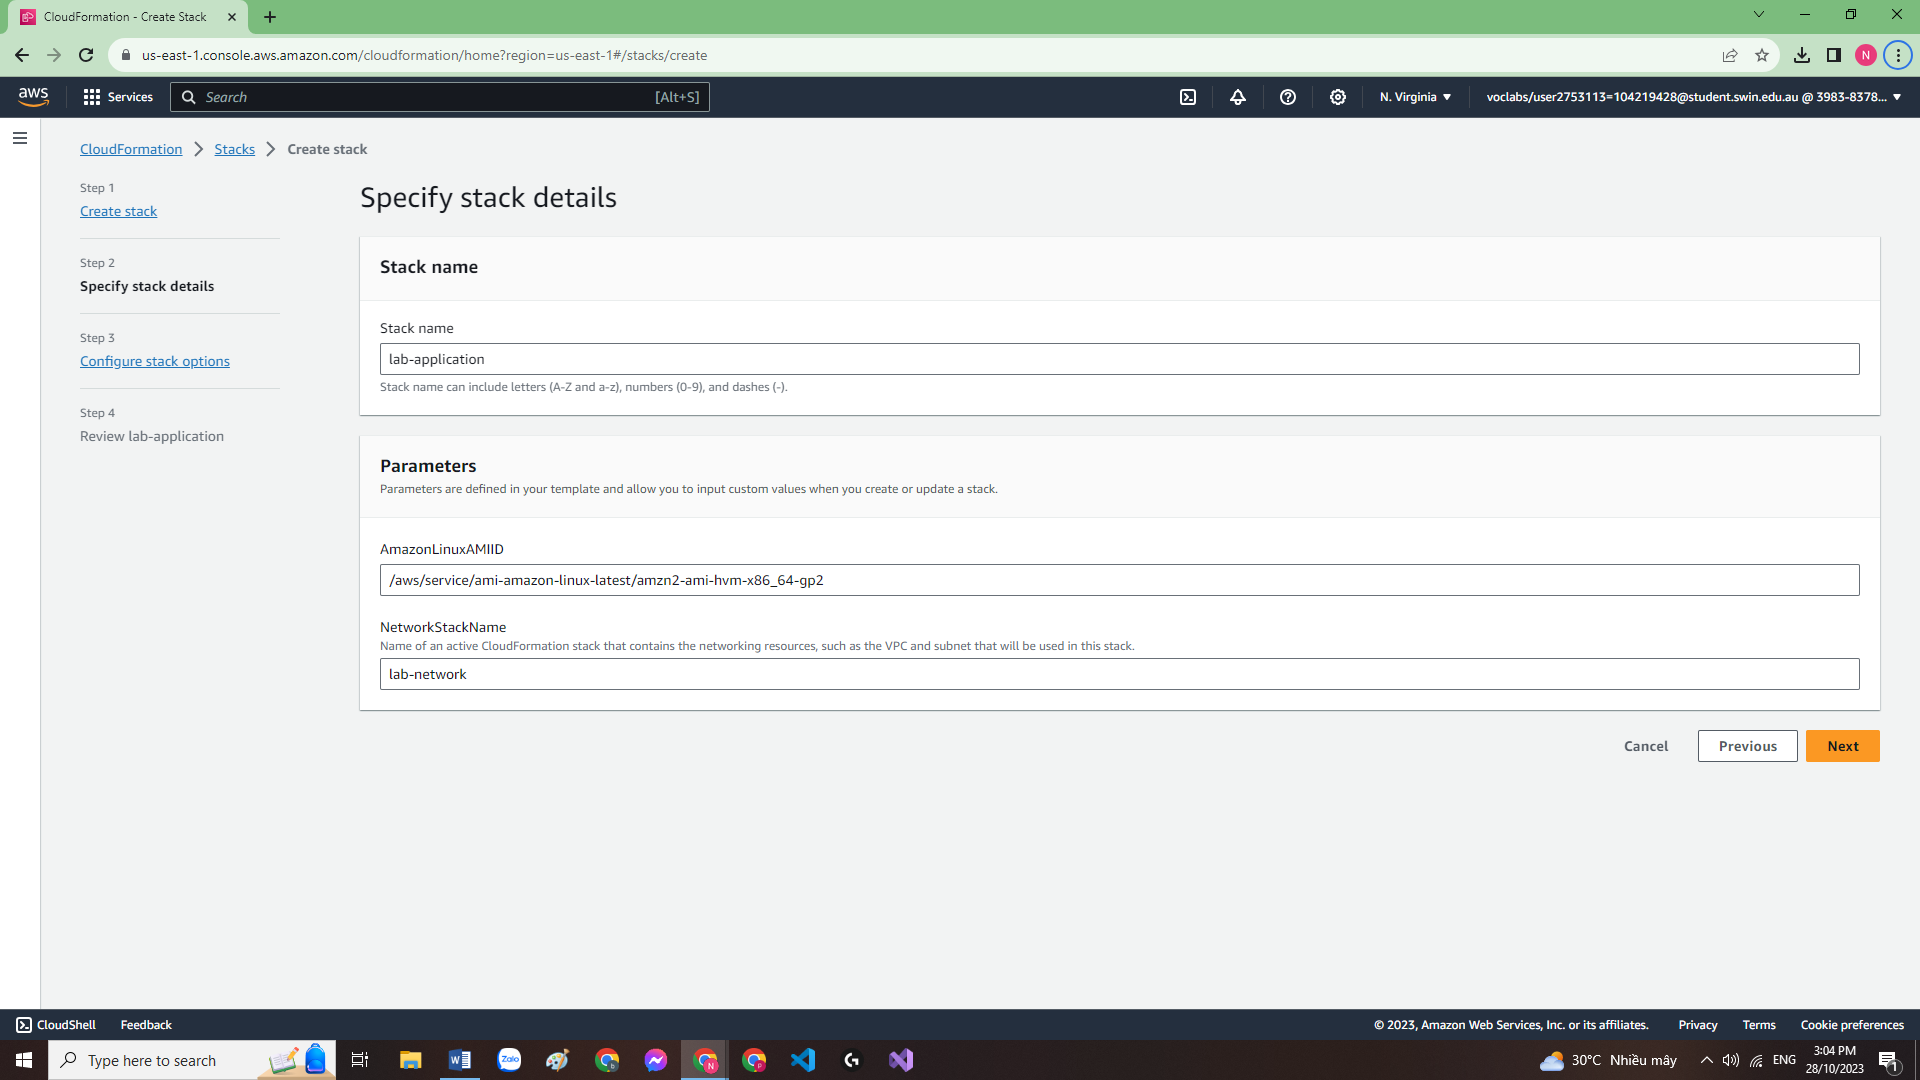 CloudFormation - Create Stack
us-east-1.console.aws.amazon.com/cloudformation/home?region=us-east-1#/stacks/create
N
aws
Services
Search
[Alt+S]
N. Virginia
voclabs/user2753113=104219428@student.swin.edu.au @ 3983-8378...
CloudFormation
Stacks
Create stack
Step 1
Create stack
Step 2
Specify stack details
Step 3
Configure stack options
Step 4
Review lab-application
Specify stack details
Stack name
Stack name
lab-application
Stack name can include letters (A-Z and a-z), numbers (0-9), and dashes (-).
Parameters
Parameters are defined in your template and allow you to input custom values when you create or update a stack.
AmazonLinuxAMIID
/aws/service/ami-amazon-linux-latest/amzn2-ami-hvm-x86_64-gp2
NetworkStackName
Name of an active CloudFormation stack that contains the networking resources, such as the VPC and subnet that will be used in this stack.
lab-network
Cancel
Previous
Next
CloudShell
Feedback
© 2023, Amazon Web Services, Inc. or its affiliates.
Privacy
Terms
Cookie preferences
Type here to search
Zalo
30°C Nhiều mây
ENG
3:04 PM
28/10/2023
1